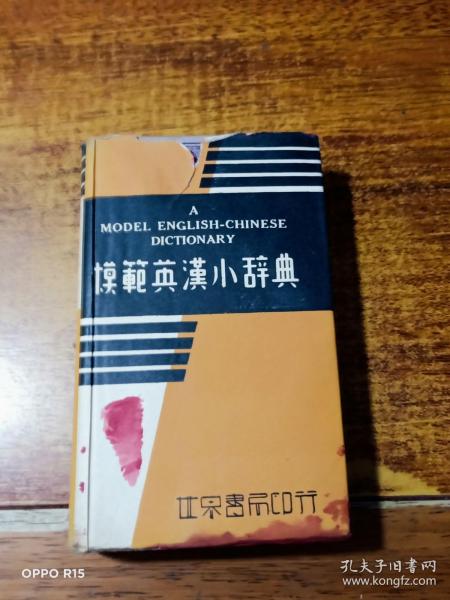 A
MODEL ENGLISH-CHINESE
DICTIONARY
模範英漢小辞典
世界書局印行
OPPO R15
孔夫子旧书网
www.kongfz.com